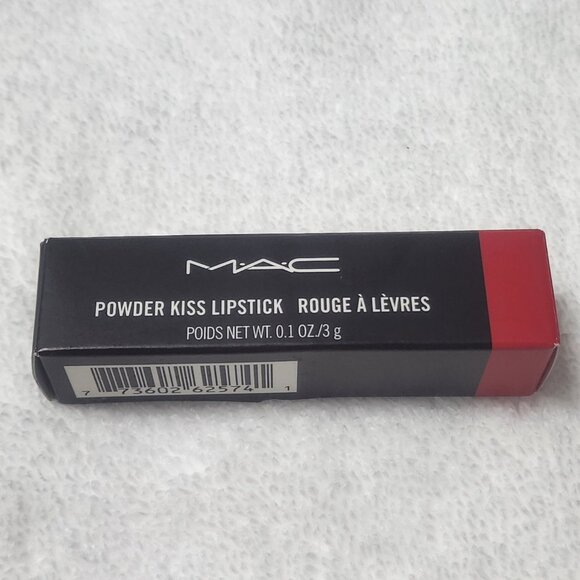 M·A·C
POWDER KISS LIPSTICK ROUGE À LÈVRES
POIDS NET WT. 0.1 OZ./3 g
7 73602 62574 1